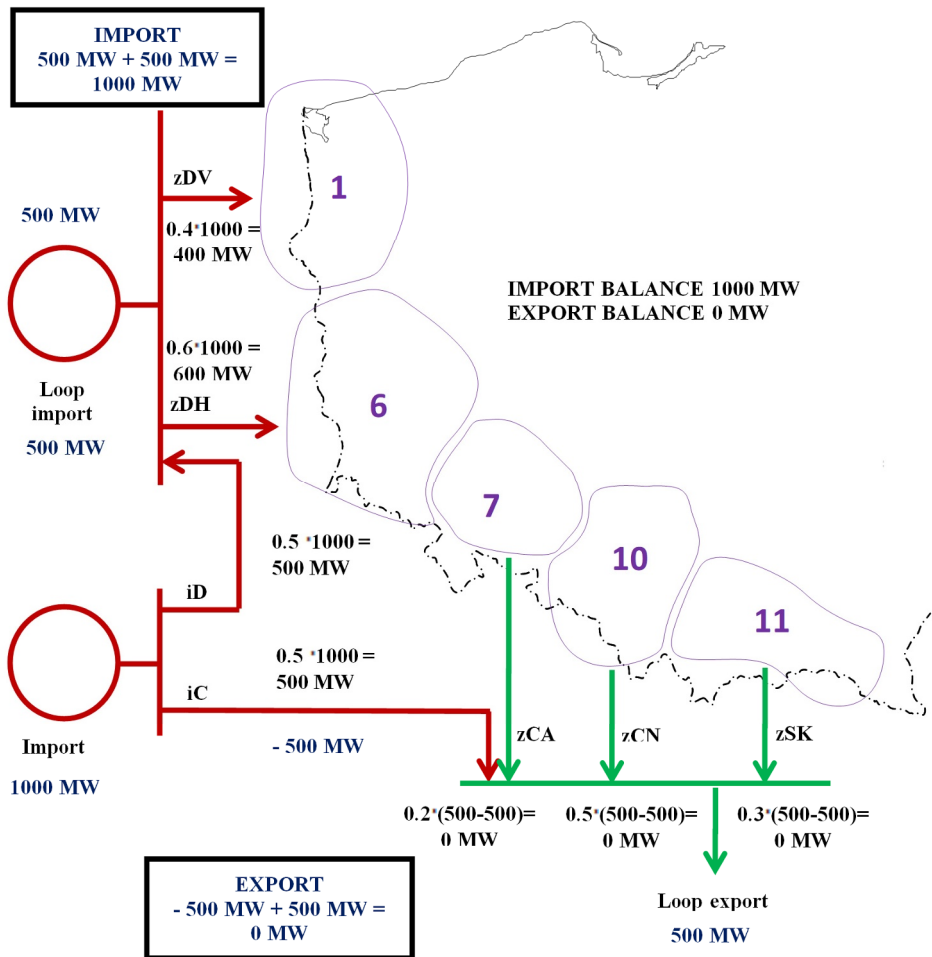 IMPORT
500 MW + 500 MW =
1000 MW
zDV
1
500 MW
0.4*1000 =
400 MW
IMPORT BALANCE 1000 MW
EXPORT BALANCE 0 MW
0.6*1000 =
600 MW
Loop
import
zDH
6
500 MW
7
0.5 *1000 =
500 MW
10
iD
11
0.5 *1000 =
500 MW
iC
Import
- 500 MW
zCA
zCN
zSK
1000 MW
0.2*(500-500)=
0 MW
0.5*(500-500)=
0 MW
0.3*(500-500)=
0 MW
EXPORT
- 500 MW + 500 MW =
0 MW
Loop export
500 MW